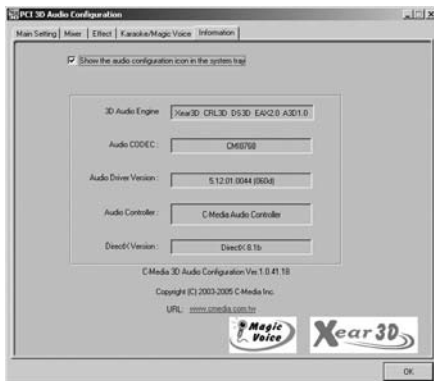 PCI 3D Audio Configuration
Main Setting Mixer Effect Karaoke/Magic Voice Information
Show the audio configuration icon in the system tray
3D Audio Engine Xear3D CRL3D DS3D EAX2.0 A3D1.0
Audio CODEC : CMI8768
Audio Driver Version : 5.12.01.0044 (060d)
Audio Controller : C-Media Audio Controller
DirectX Version : DirectX 8.1b
C-Media 3D Audio Configuration Ver.1.0.41.18
Copyright (C) 2003-2005 C-Media Inc.
URL: www.cmedia.com.tw
Magic Voice
Xear 3D
OK